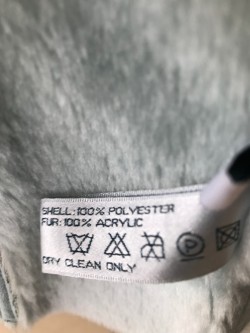 SHELL: 100% POLYESTER
FUR: 100% ACRYLIC
P
DRY CLEAN ONLY